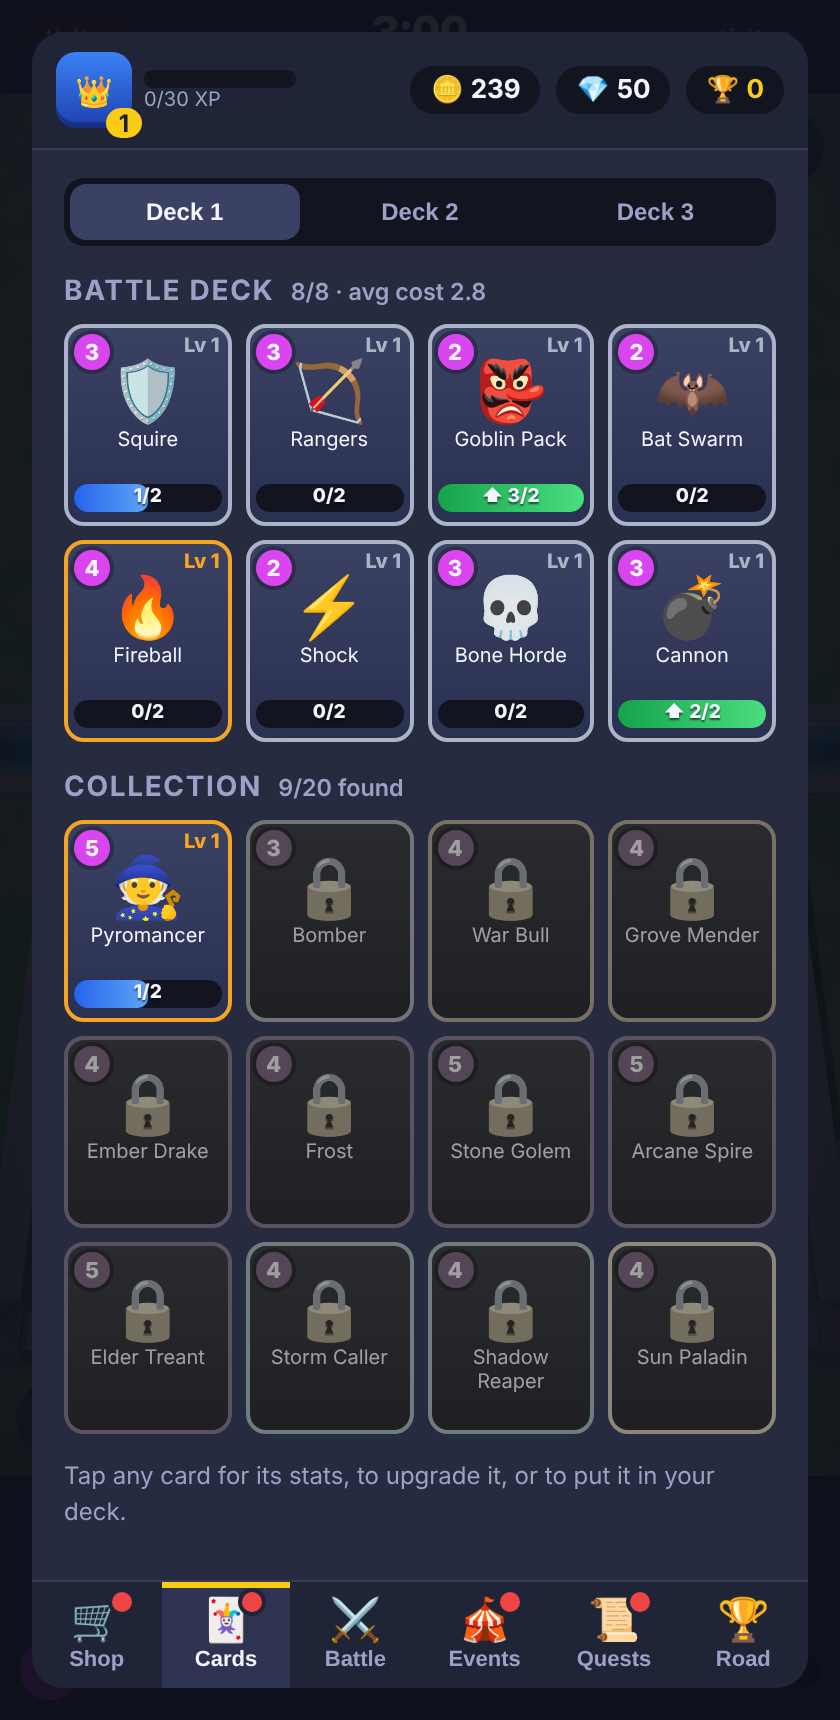 3:00
0/30 XP
239
50
0
1
Deck 1
Deck 2
Deck 3
BATTLE DECK 8/8 · avg cost 2.8
3 Lv 1
Squire
1/2
3 Lv 1
Rangers
0/2
2 Lv 1
Goblin Pack
3/2
2 Lv 1
Bat Swarm
0/2
4 Lv 1
Fireball
0/2
2 Lv 1
Shock
0/2
3 Lv 1
Bone Horde
0/2
3 Lv 1
Cannon
2/2
COLLECTION 9/20 found
5 Lv 1
Pyromancer
1/2
3
Bomber
4
War Bull
4
Grove Mender
4
Ember Drake
4
Frost
5
Stone Golem
5
Arcane Spire
5
Elder Treant
4
Storm Caller
4
Shadow
Reaper
4
Sun Paladin
Tap any card for its stats, to upgrade it, or to put it in your
deck.
Shop
Cards
Battle
Events
Quests
Road